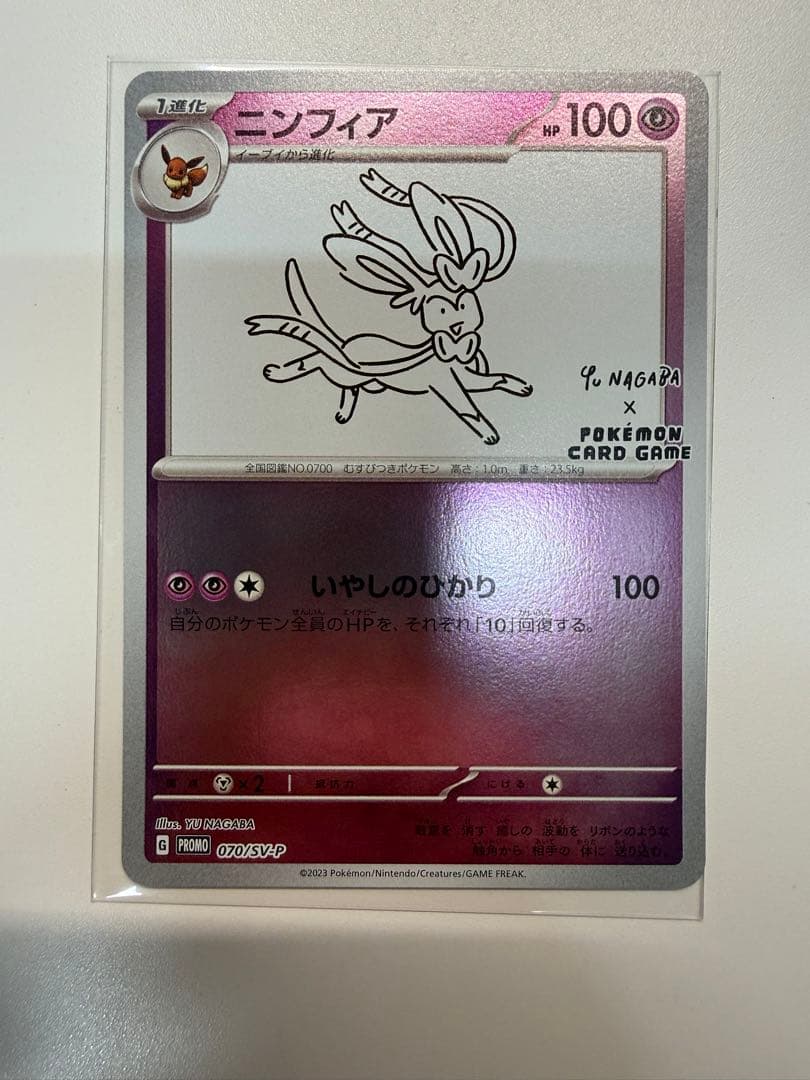 1進化
ニンフィア
HP 100
イーブイから進化
Yu NAGABA
×
POKÉMON
CARD GAME
全国図鑑NO.0700 むすびつきポケモン 高さ:1.0m 重さ:23.5kg
いやしのひかり 100
自分のポケモン全員のHPを、それぞれ「10」回復する。
弱点 ×2 抵抗力 にげる
Illus. YU NAGABA
戦意を 消す 癒しの 波動を リボンのような
触角から 相手の 体に 送り込む。
G PROMO 070/SV-P
©2023 Pokémon/Nintendo/Creatures/GAME FREAK.